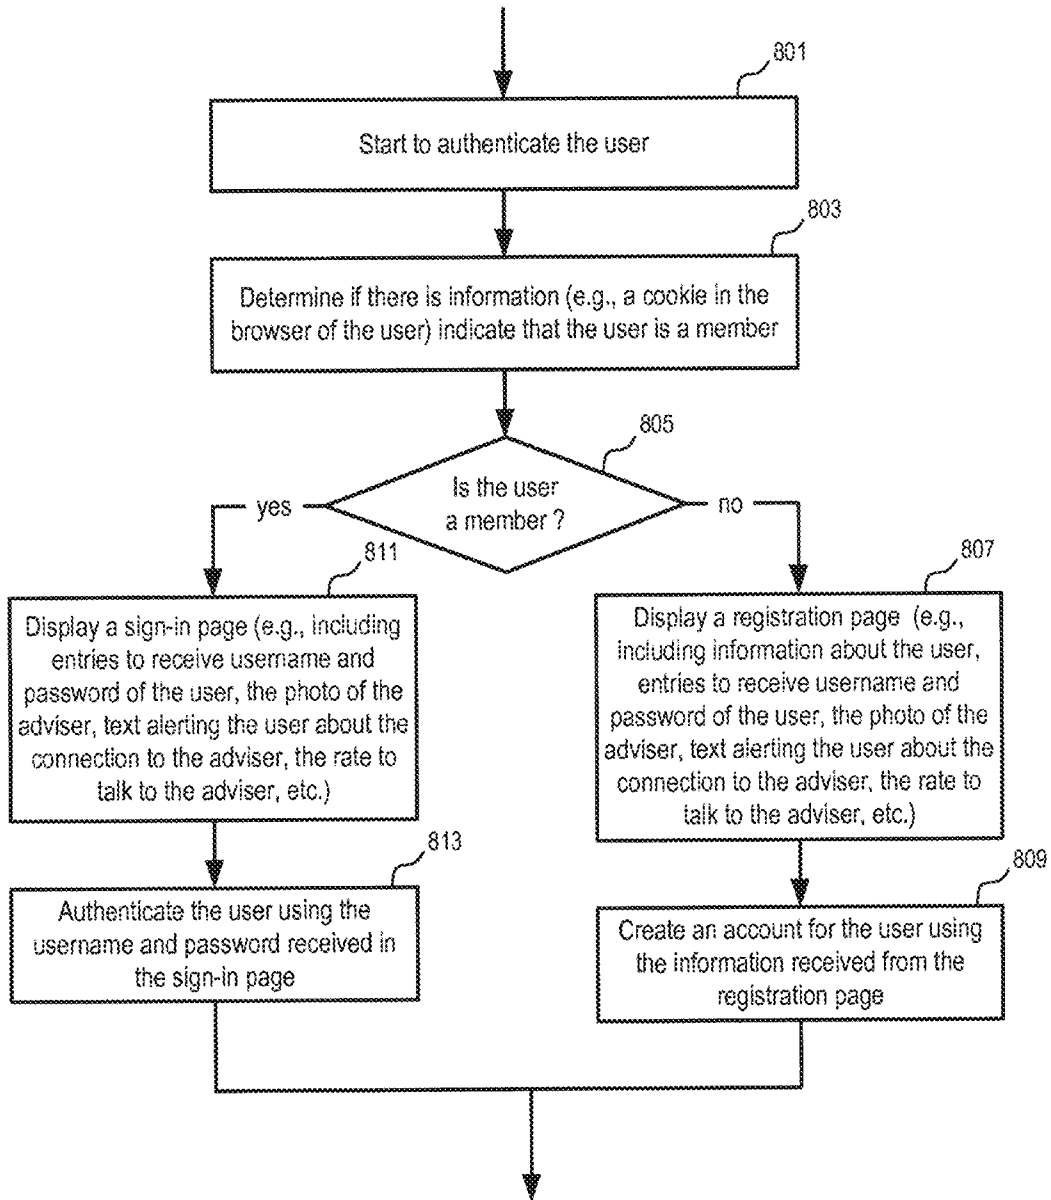 801
Start to authenticate the user
803
Determine if there is information (e.g., a cookie in the
browser of the user) indicate that the user is a member
805
Is the user
a member ?
yes
no
811
Display a sign-in page (e.g., including
entries to receive username and
password of the user, the photo of the
adviser, text alerting the user about the
connection to the adviser, the rate to
talk to the adviser, etc.)
807
Display a registration page (e.g.,
including information about the user,
entries to receive username and
password of the user, the photo of the
adviser, text alerting the user about the
connection to the adviser, the rate to
talk to the adviser, etc.)
813
Authenticate the user using the
username and password received in
the sign-in page
809
Create an account for the user using
the information received from the
registration page